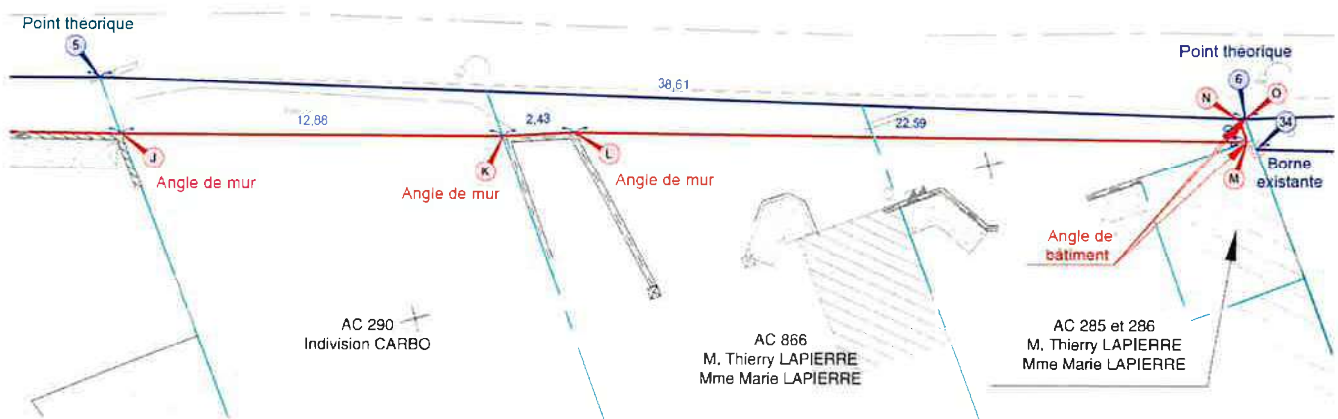 Point théorique
5
38,61
12,88
2,43
22,59
J
Angle de mur
K
Angle de mur
L
Angle de mur
Point théorique
6
N
O
34
M
Borne
existante
Angle de
bâtiment
AC 290
Indivision CARBO
AC 866
M. Thierry LAPIERRE
Mme Marie LAPIERRE
AC 285 et 286
M. Thierry LAPIERRE
Mme Marie LAPIERRE